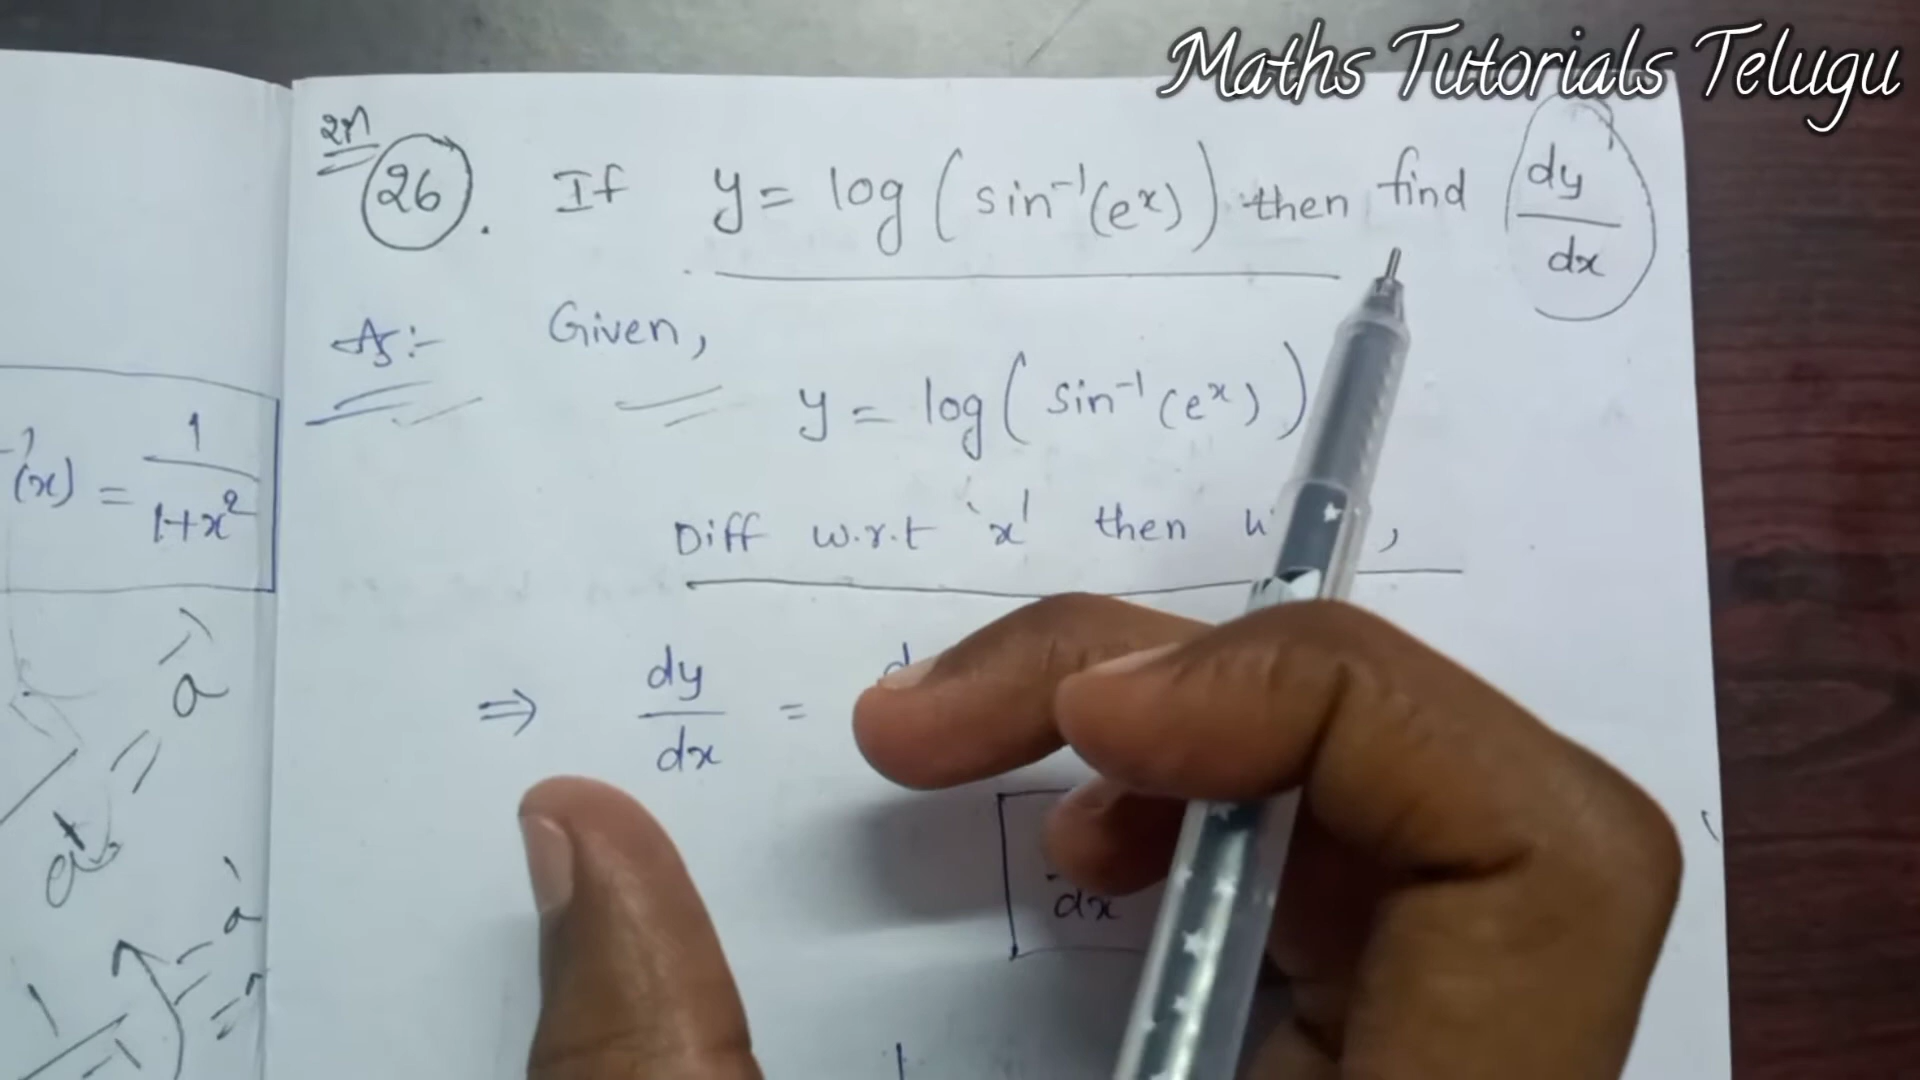 Maths Tutorials Telugu
2M
26. If y = log (sin⁻¹(eˣ)) then find dy/dx
As:-
Given,
y = log (sin⁻¹(eˣ))
Diff w.r.t 'x' then
⇒ dy/dx =
dx
(x) = 1/1+x²